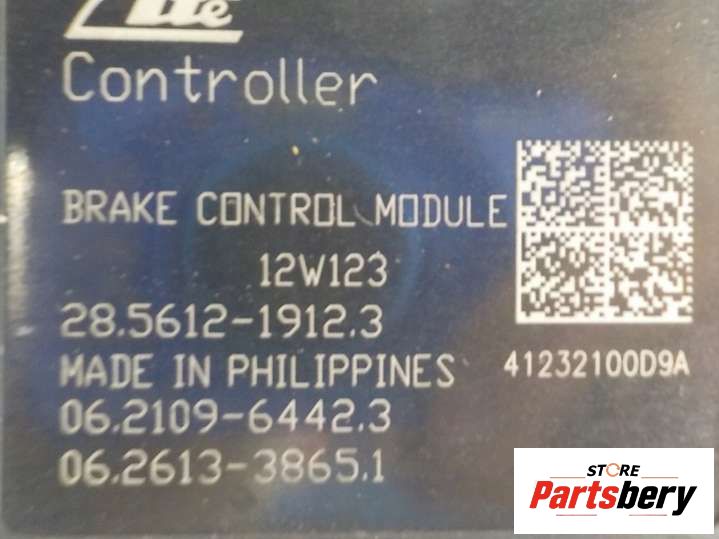 Ate
Controller
BRAKE CONTROL MODULE
12W123
28.5612-1912.3
MADE IN PHILIPPINES
41232100D9A
06.2109-6442.3
06.2613-3865.1
STORE
Partsbery